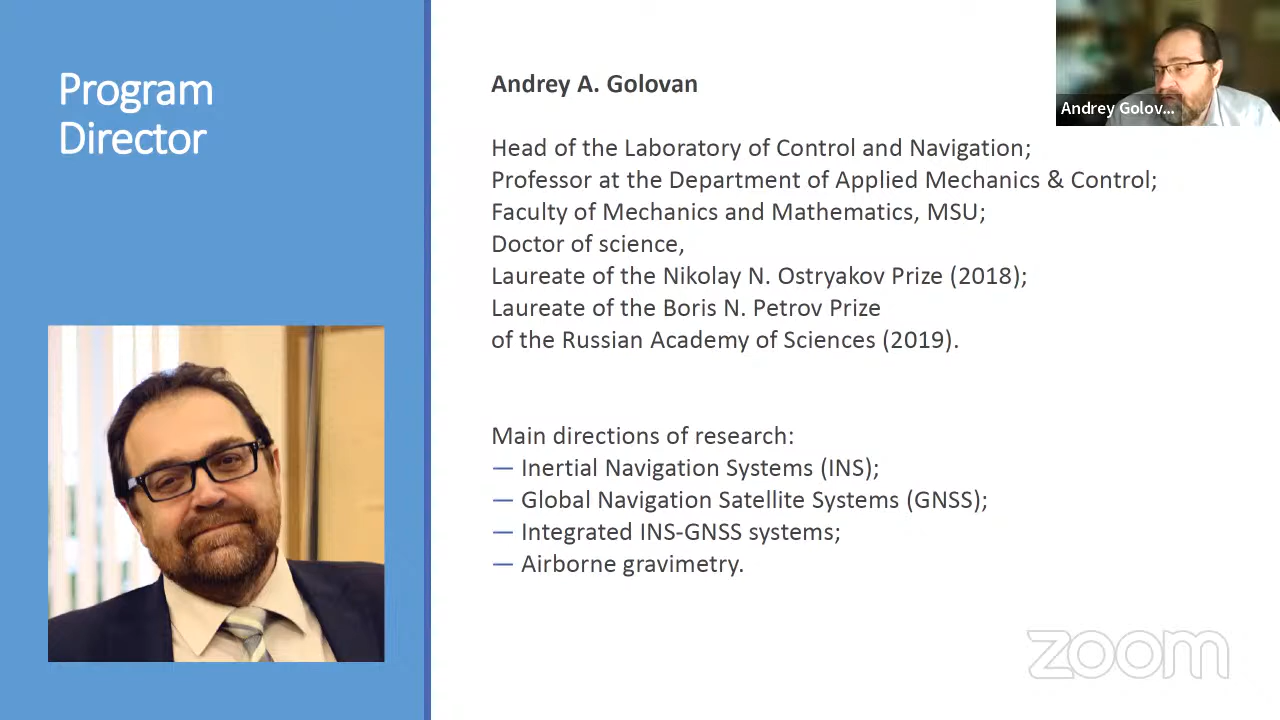 Program
Director
Andrey A. Golovan
Andrey Golov...
Head of the Laboratory of Control and Navigation;
Professor at the Department of Applied Mechanics & Control;
Faculty of Mechanics and Mathematics, MSU;
Doctor of science,
Laureate of the Nikolay N. Ostryakov Prize (2018);
Laureate of the Boris N. Petrov Prize
of the Russian Academy of Sciences (2019).
Main directions of research:
— Inertial Navigation Systems (INS);
— Global Navigation Satellite Systems (GNSS);
— Integrated INS-GNSS systems;
— Airborne gravimetry.
zoom